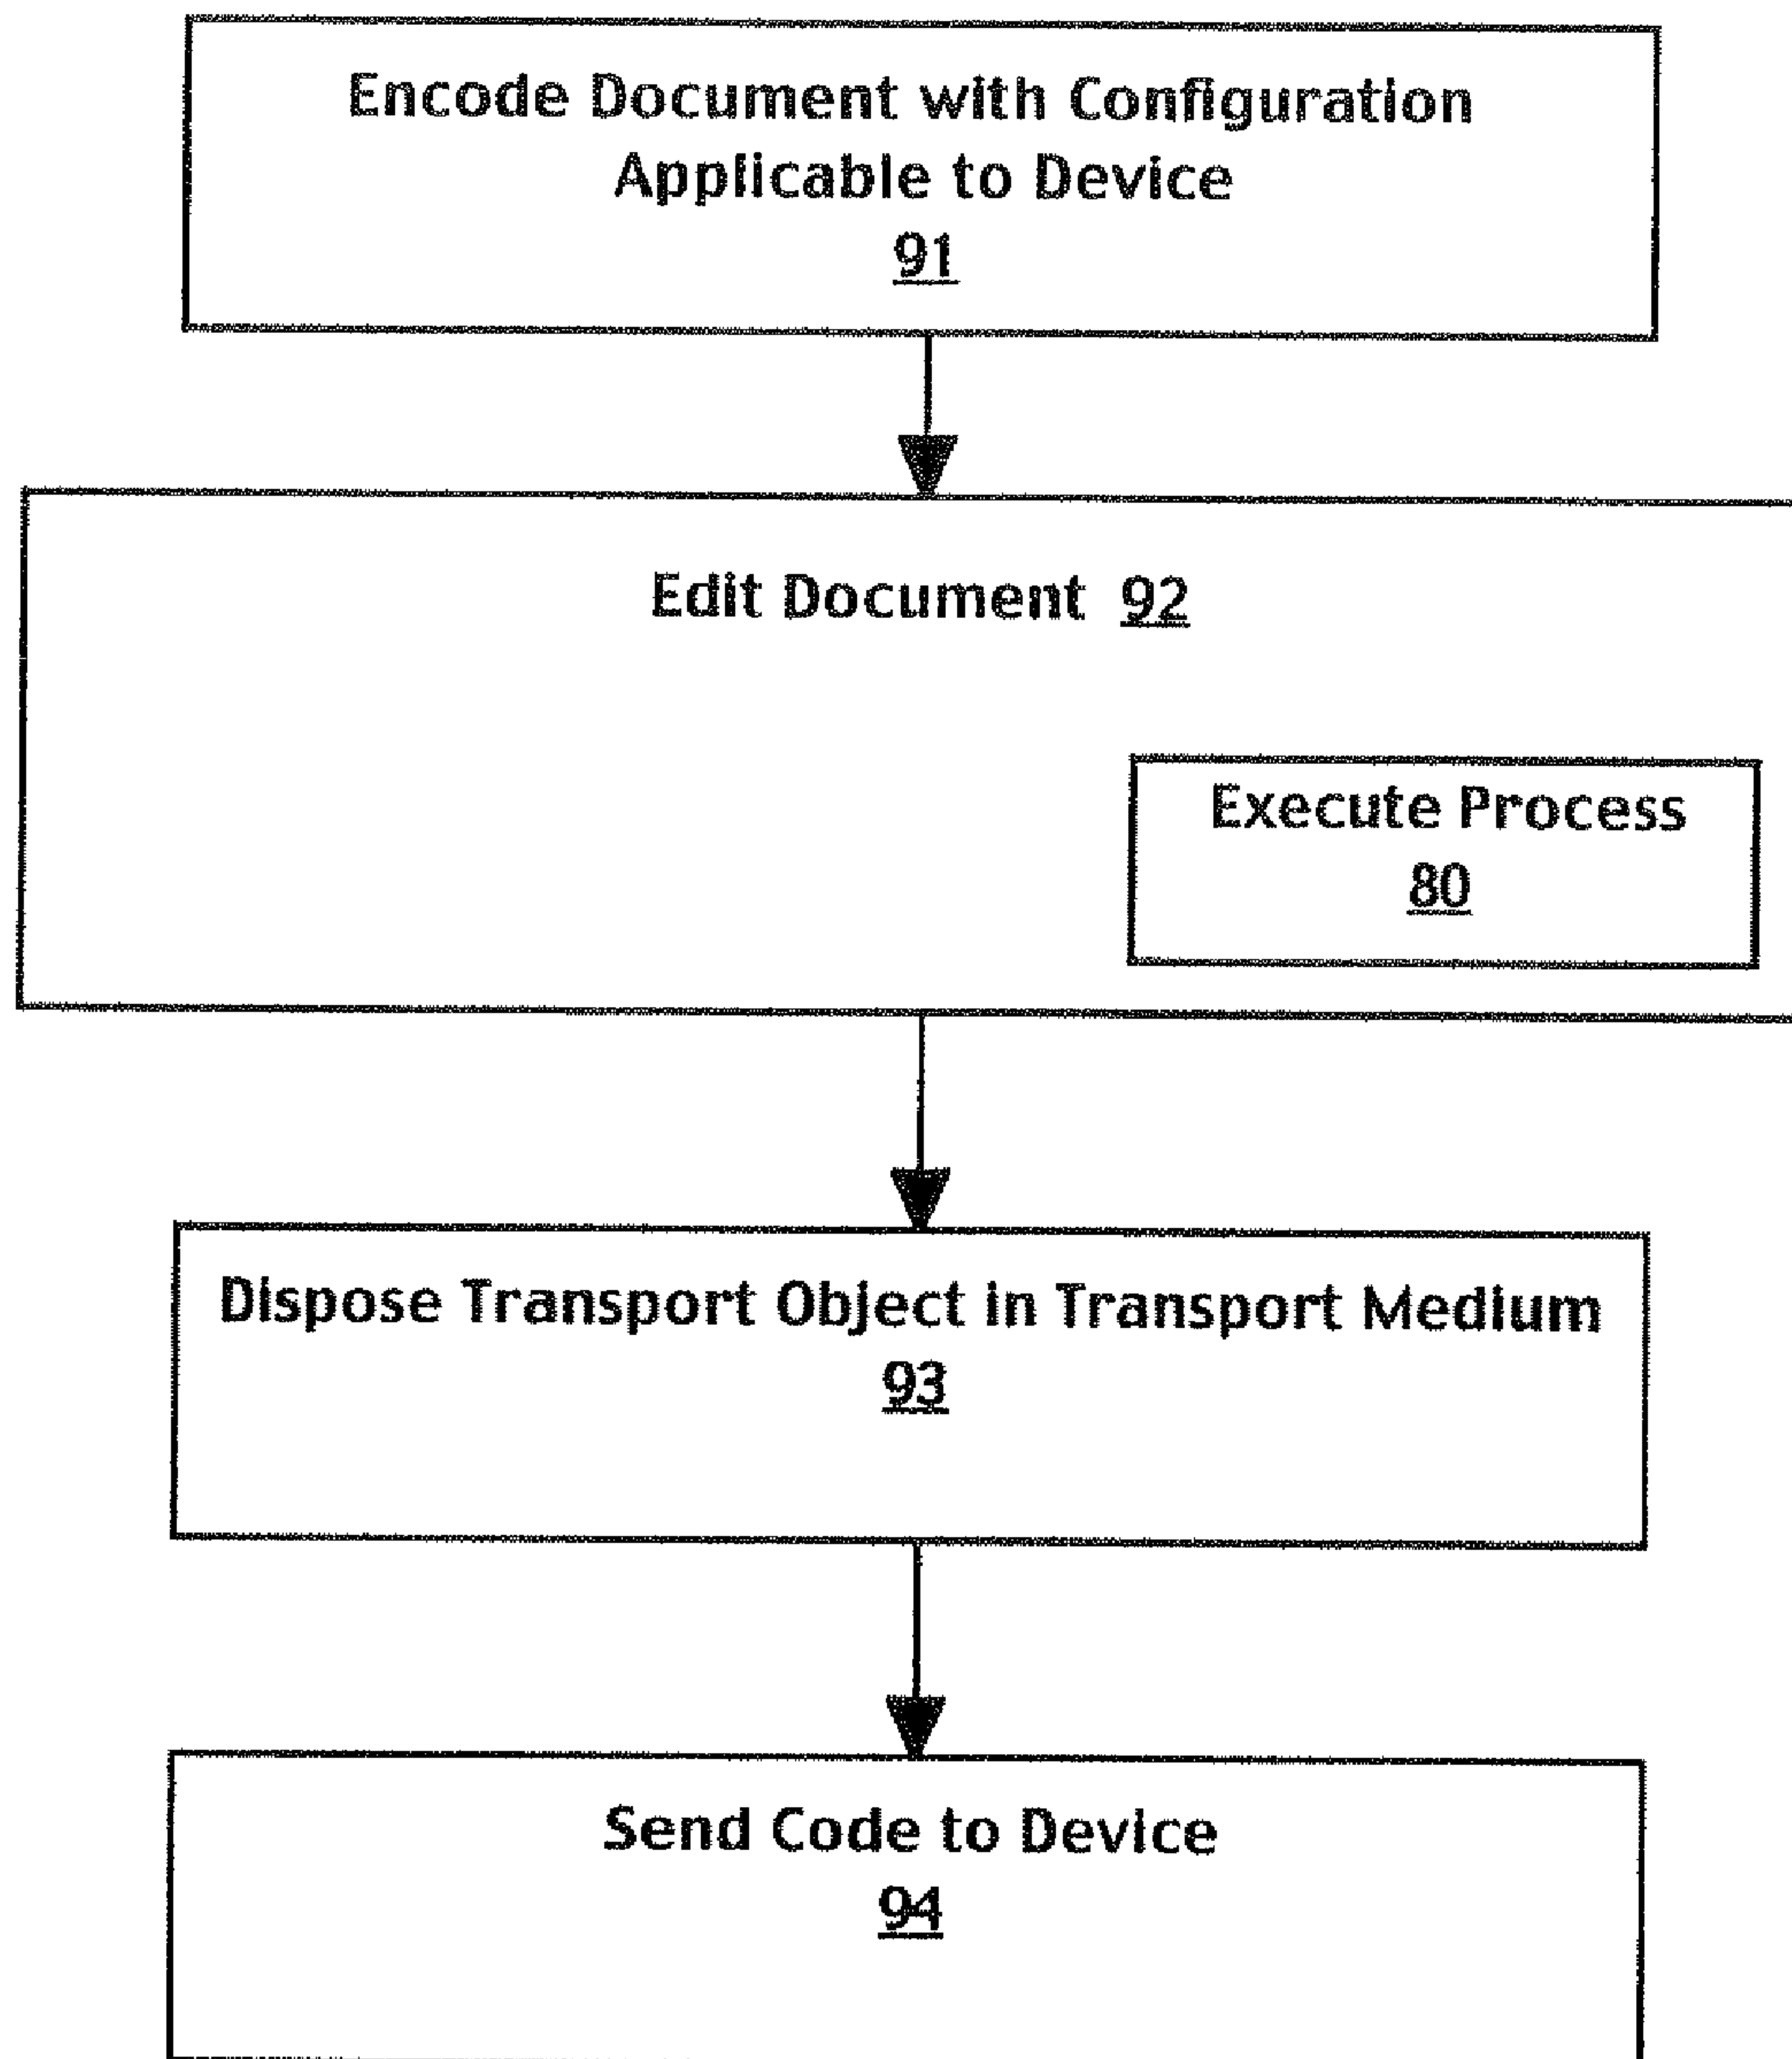 Encode Document with Configuration
Applicable to Device
91
Edit Document 92
Execute Process
80
Dispose Transport Object in Transport Medium
93
Send Code to Device
94